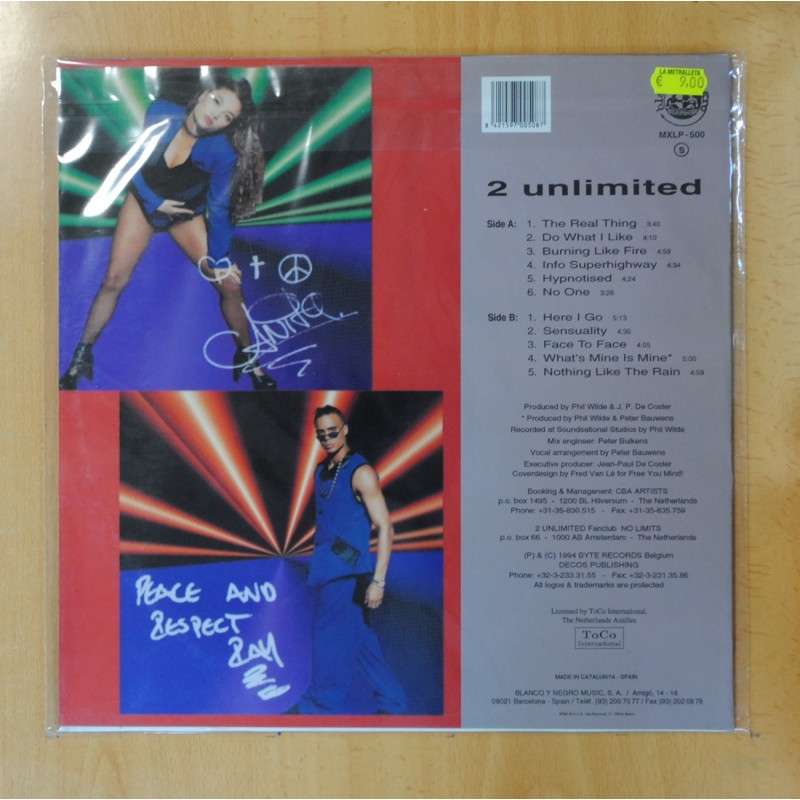 LA METRALLETA
€ 9.00
8 421597 005087
MXLP-500
S
2 unlimited
Side A: 1. The Real Thing 3:40
2. Do What I Like 4:10
3. Burning Like Fire 4:59
4. Info Superhighway 4:34
5. Hypnotised 4:24
6. No One 3:26
Side B: 1. Here I Go 5:13
2. Sensuality 4:30
3. Face To Face 4:05
4. What's Mine Is Mine* 5:00
5. Nothing Like The Rain 4:59
Produced by Phil Wilde & J. P. De Coster
* Produced by Phil Wilde & Peter Bauwens
Recorded at Soundsational Studios by Phil Wilde
Mix engineer: Peter Bulkens
Vocal arrangement by Peter Bauwens
Executive producer: Jean-Paul De Coster
Coverdesign by Fred Van Lé for Free You Mind!
Booking & Management: CBA ARTISTS
p.o. box 1495 - 1200 BL Hilversum - The Netherlands
Phone: +31-35-830.515 - Fax: +31-35-835.759
2 UNLIMITED Fanclub NO LIMITS
p.o. box 66 - 1000 AB Amsterdam - The Netherlands
(P) & (C) 1994 BYTE RECORDS Belgium
DECOS PUBLISHING
Phone: +32-3-233.31.55 - Fax: +32-3-231.35.86
All logos & trademarks are protected
Licensed by ToCo International,
The Netherlands Antilles
ToCo
International
MADE IN CATALUNYA - SPAIN
BLANCO Y NEGRO MUSIC, S. A. / Amigó, 14 - 16
08021 Barcelona - Spain / Teléf. (93) 200 70 77 / Fax (93) 202 08 78.
ANITA
PEACE AND
RESPECT
RAY